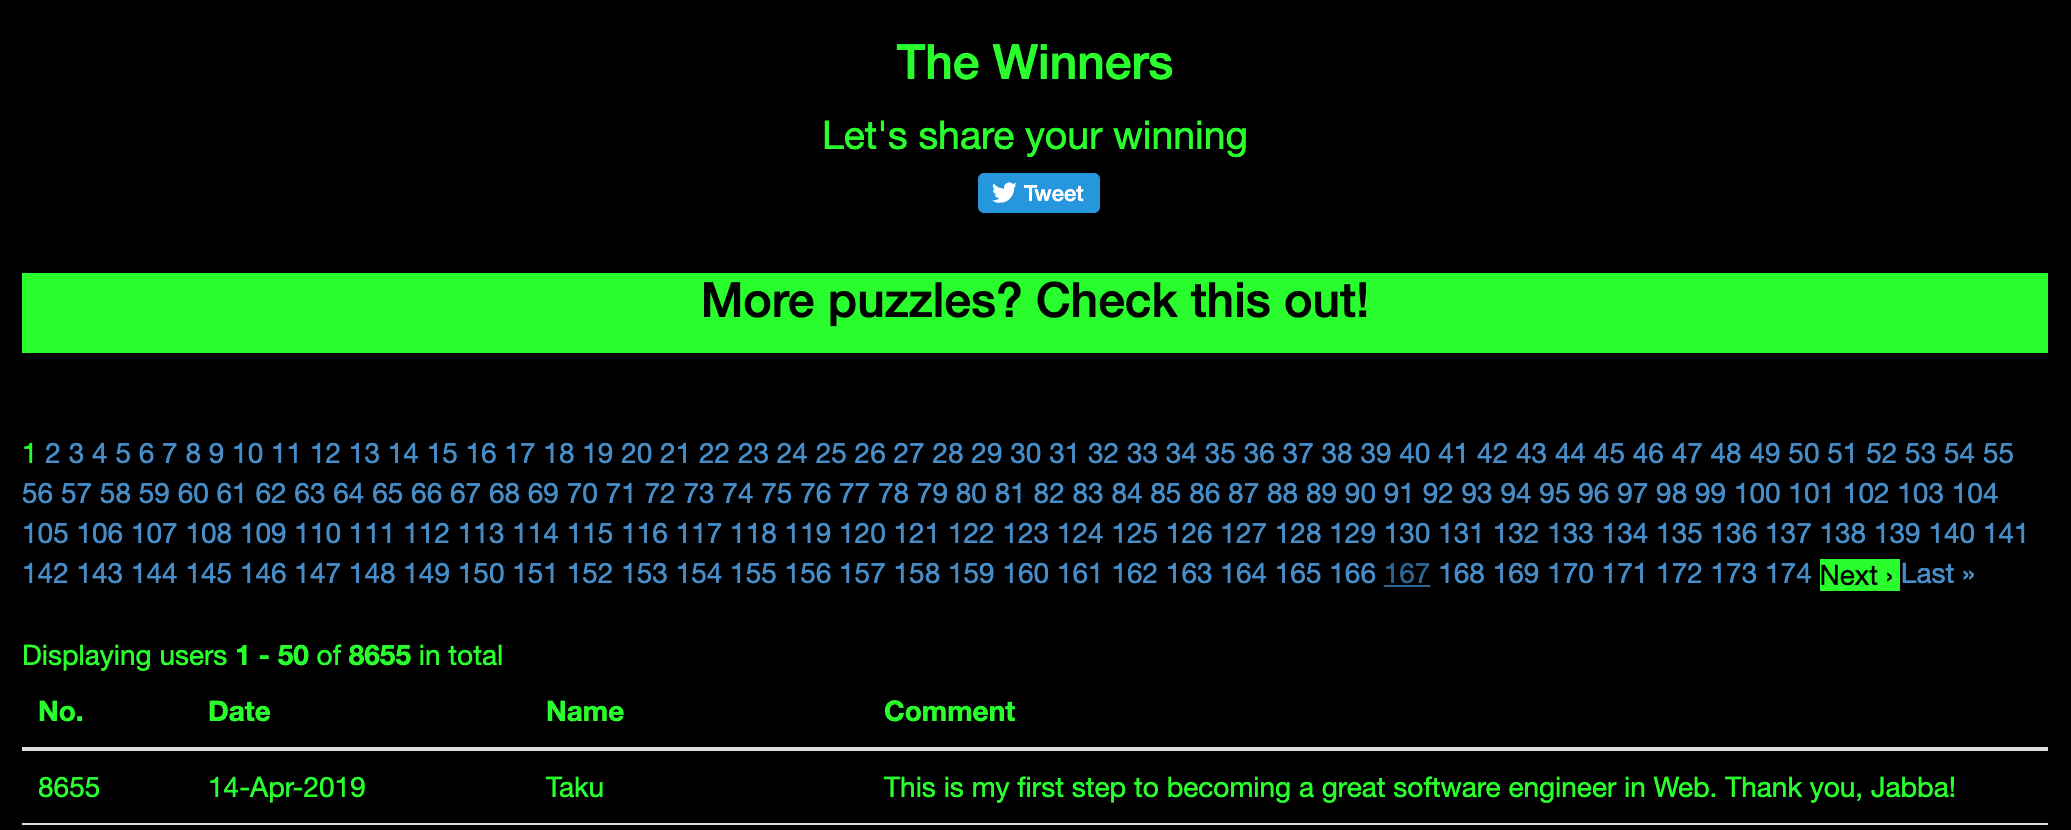 The Winners
Let's share your winning
Tweet
More puzzles? Check this out!
1 2 3 4 5 6 7 8 9 10 11 12 13 14 15 16 17 18 19 20 21 22 23 24 25 26 27 28 29 30 31 32 33 34 35 36 37 38 39 40 41 42 43 44 45 46 47 48 49 50 51 52 53 54 55
56 57 58 59 60 61 62 63 64 65 66 67 68 69 70 71 72 73 74 75 76 77 78 79 80 81 82 83 84 85 86 87 88 89 90 91 92 93 94 95 96 97 98 99 100 101 102 103 104
105 106 107 108 109 110 111 112 113 114 115 116 117 118 119 120 121 122 123 124 125 126 127 128 129 130 131 132 133 134 135 136 137 138 139 140 141
142 143 144 145 146 147 148 149 150 151 152 153 154 155 156 157 158 159 160 161 162 163 164 165 166 167 168 169 170 171 172 173 174 Next › Last »
Displaying users 1 - 50 of 8655 in total
No. Date Name Comment
8655 14-Apr-2019 Taku This is my first step to becoming a great software engineer in Web. Thank you, Jabba!